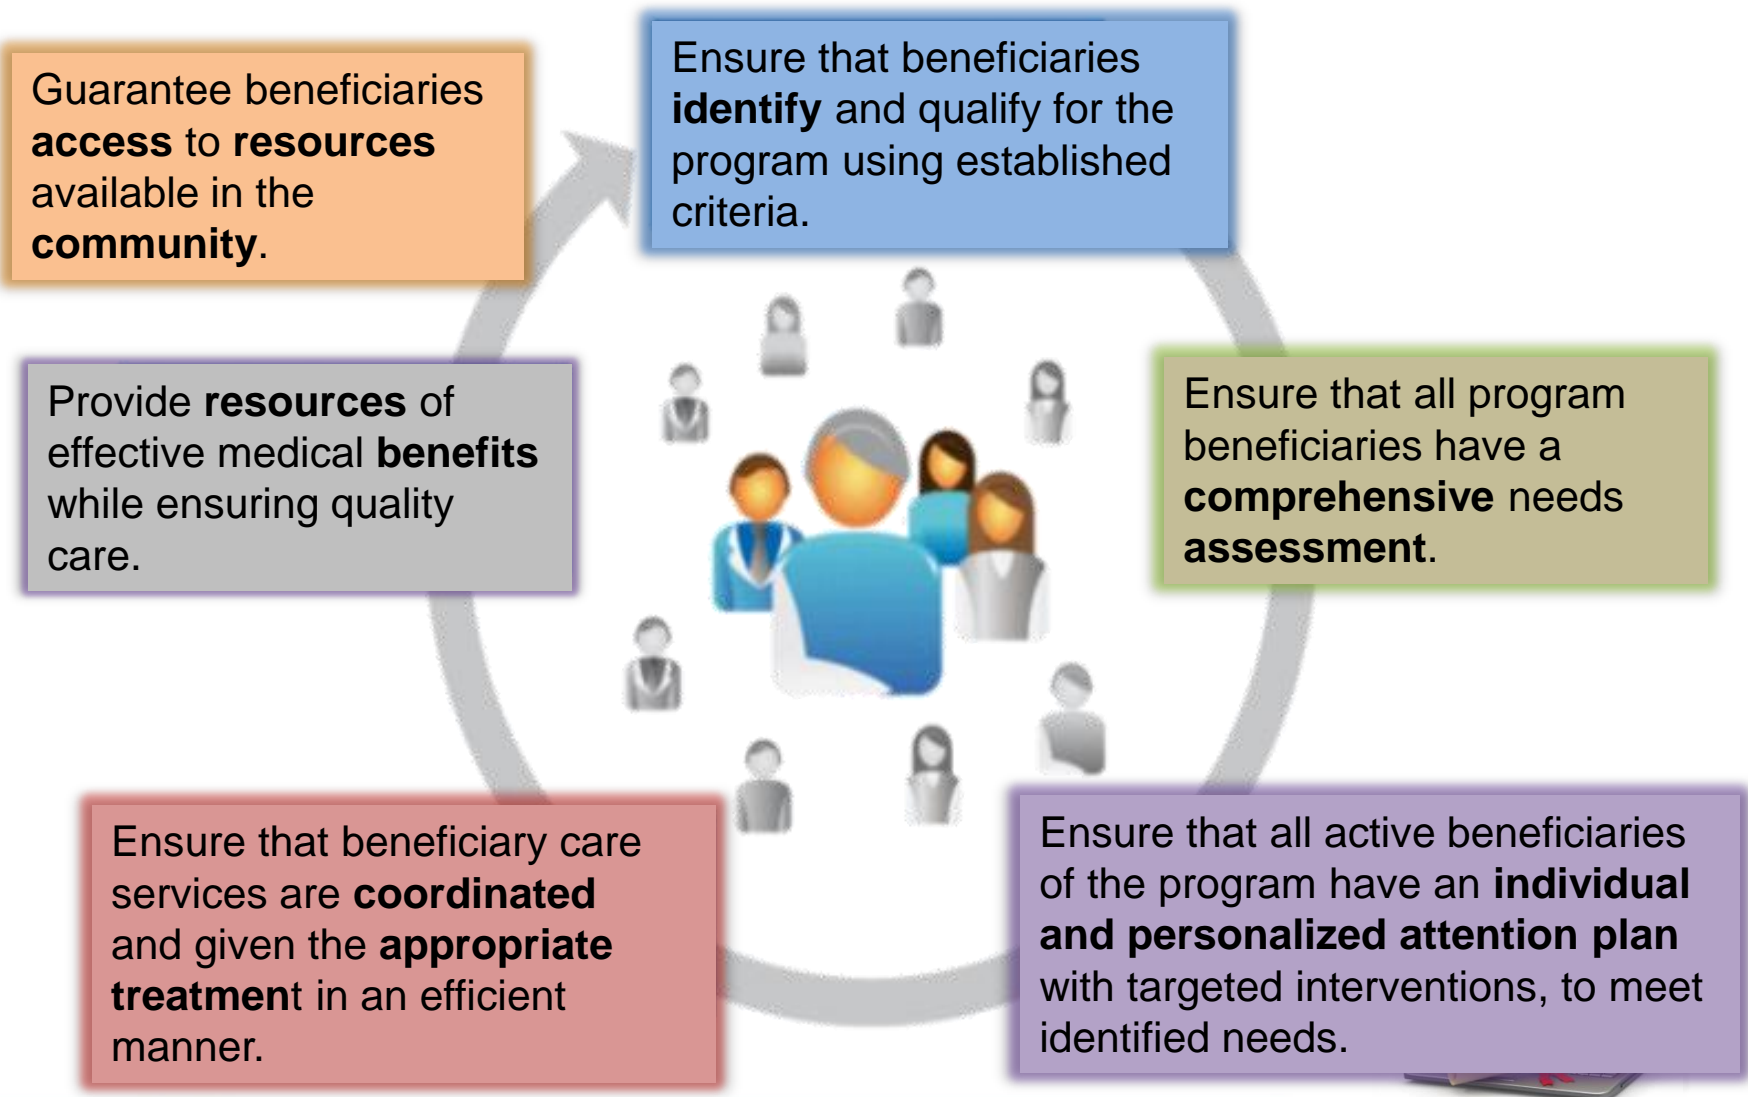 Guarantee beneficiaries
access to resources
available in the
community.
Ensure that beneficiaries
identify and qualify for the
program using established
criteria.
Provide resources of
effective medical benefits
while ensuring quality
care.
Ensure that all program
beneficiaries have a
comprehensive needs
assessment.
Ensure that beneficiary care
services are coordinated
and given the appropriate
treatment in an efficient
manner.
Ensure that all active beneficiaries
of the program have an individual
and personalized attention plan
with targeted interventions, to meet
identified needs.